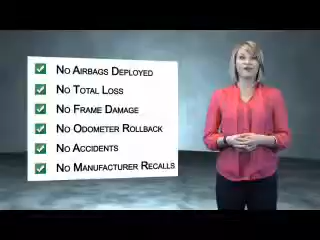 No Airbags Deployed
No Total Loss
No Frame Damage
No Odometer Rollback
No Accidents
No Manufacturer Recalls